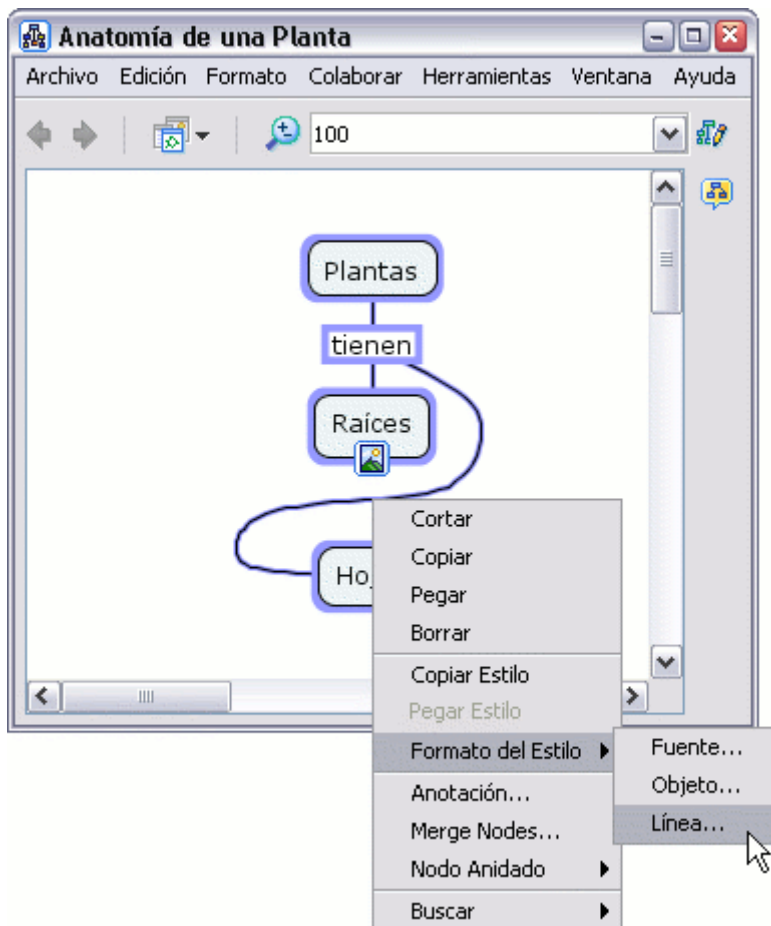 Anatomía de una Planta
Archivo Edición Formato Colaborar Herramientas Ventana Ayuda
100
Plantas
tienen
Raíces
Cortar
Copiar
Pegar
Borrar
Copiar Estilo
Pegar Estilo
Formato del Estilo
Fuente...
Objeto...
Línea...
Anotación...
Merge Nodes...
Nodo Anidado
Buscar